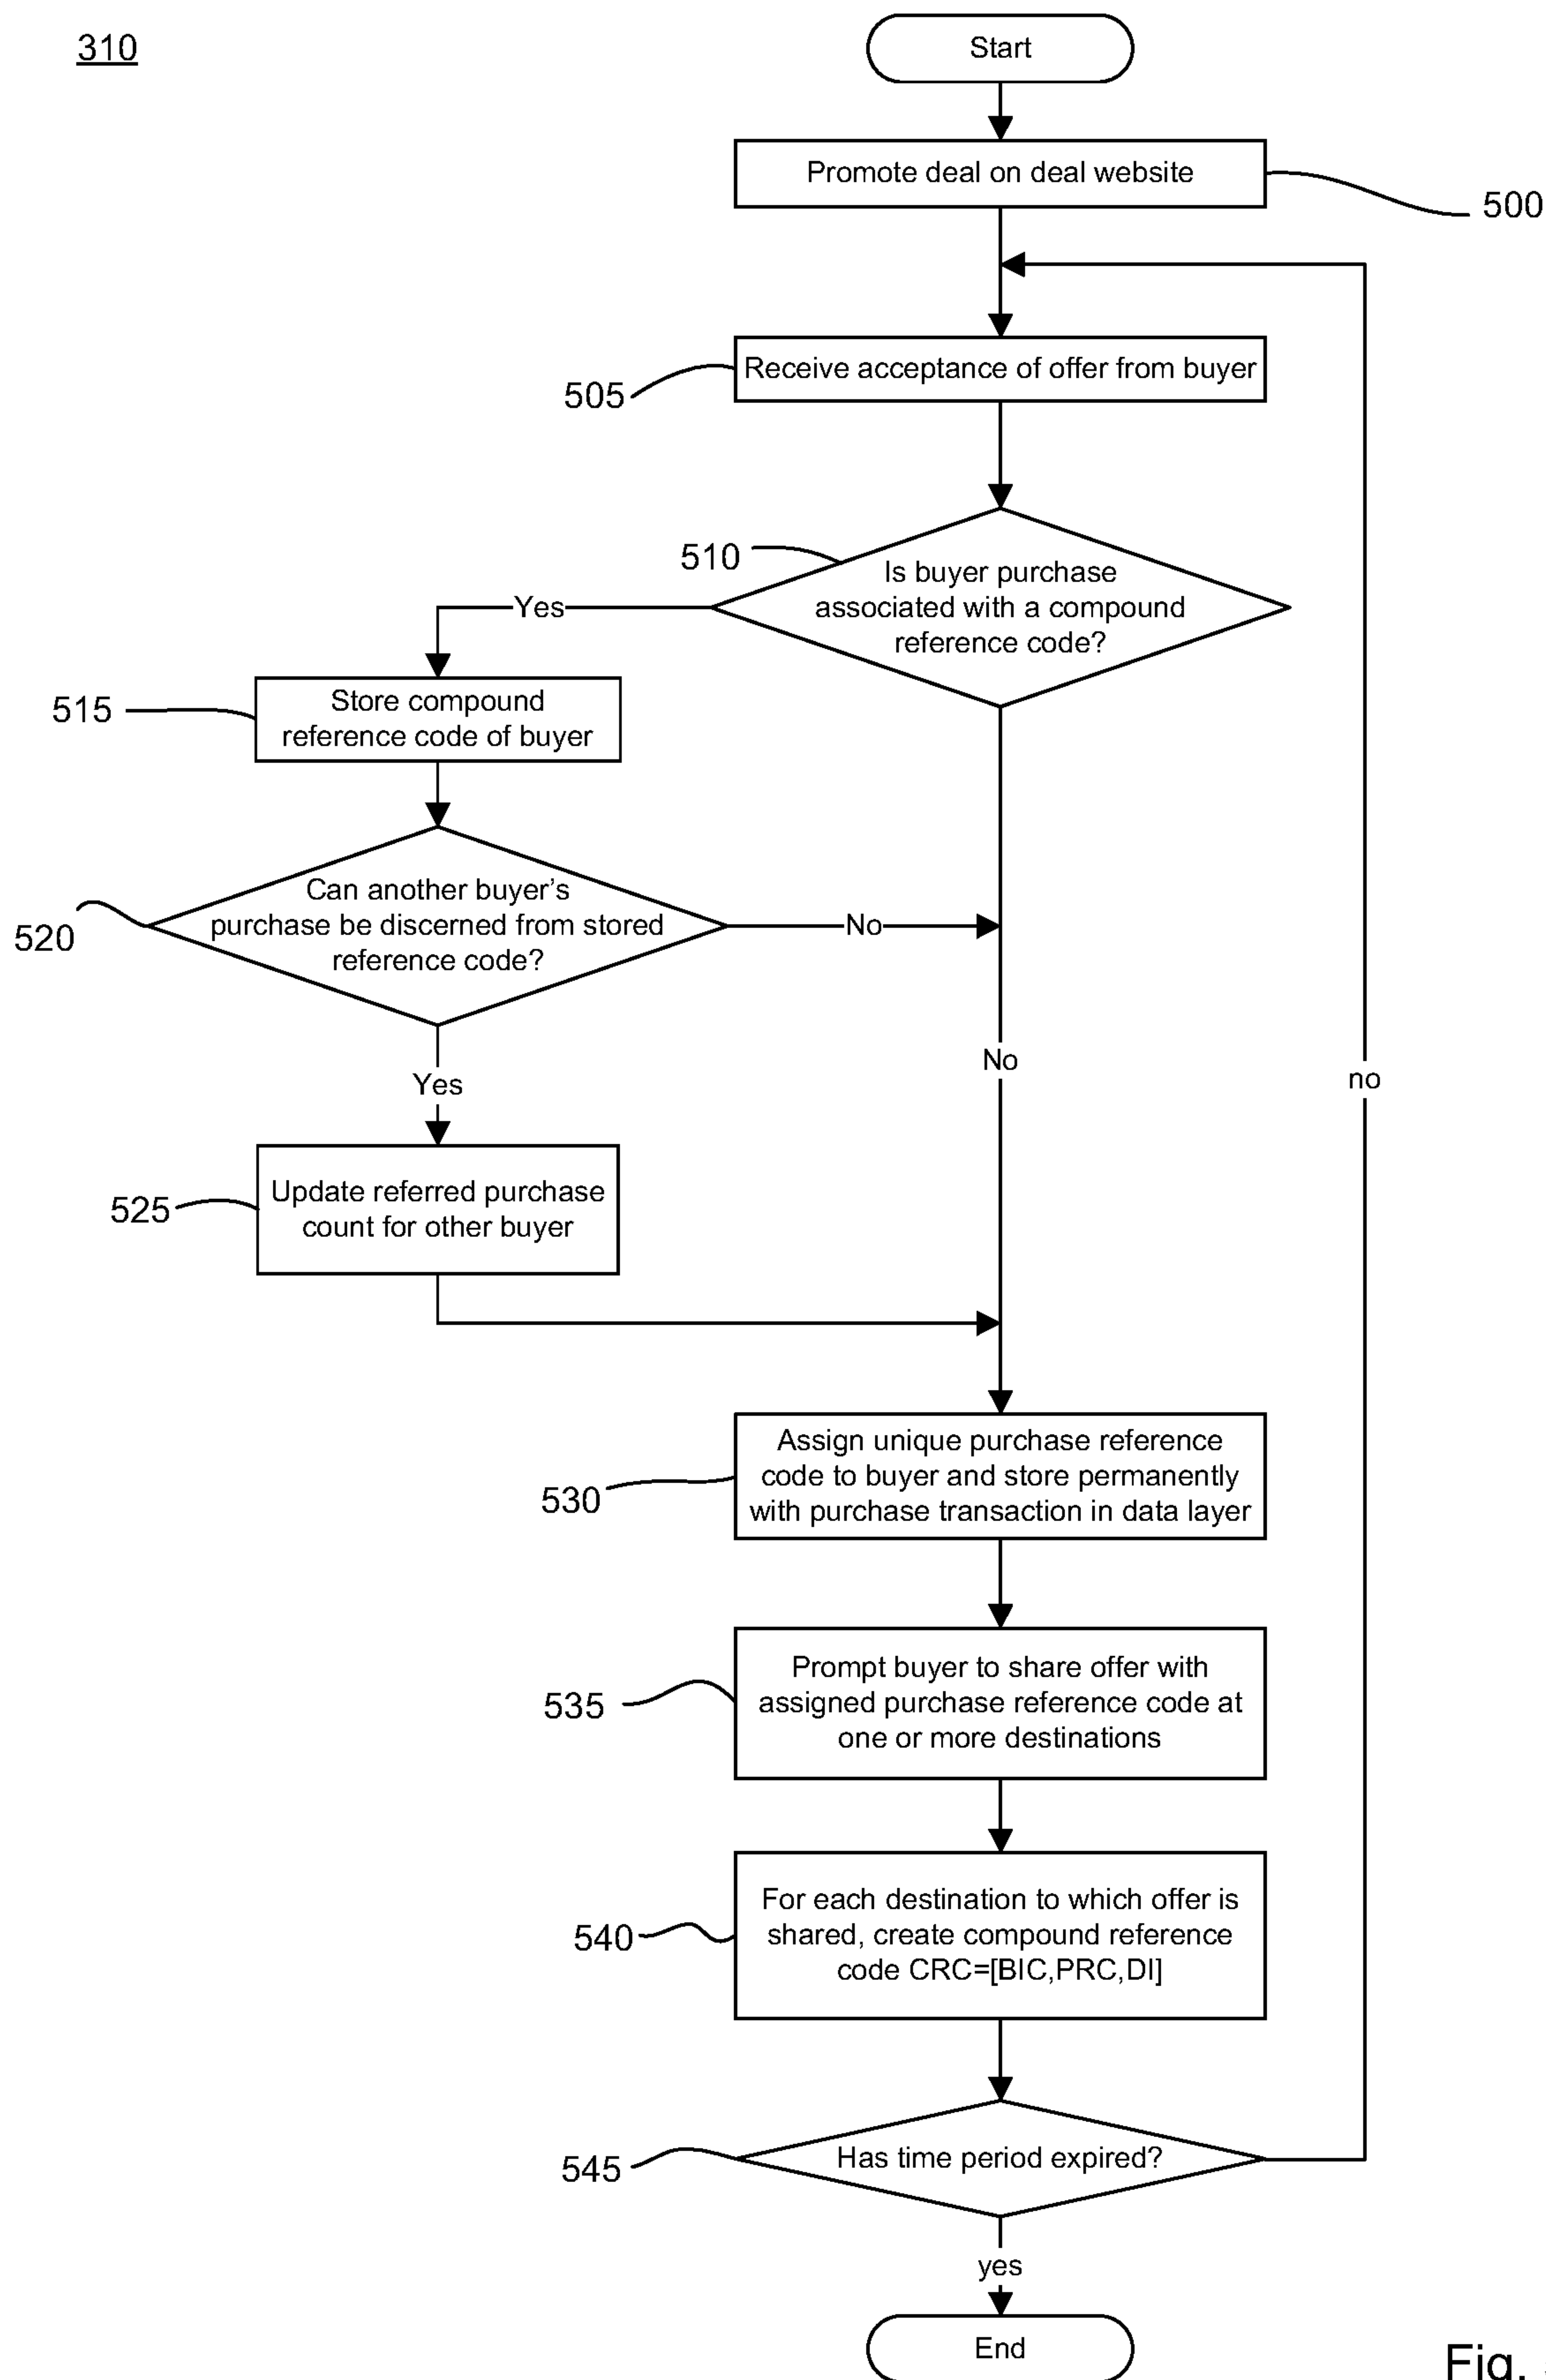 310
Start
Promote deal on deal website
500
Receive acceptance of offer from buyer
505
510
Is buyer purchase
associated with a compound
reference code?
Yes
515
Store compound
reference code of buyer
520
Can another buyer's
purchase be discerned from stored
reference code?
No
No
no
Yes
525
Update referred purchase
count for other buyer
530
Assign unique purchase reference
code to buyer and store permanently
with purchase transaction in data layer
535
Prompt buyer to share offer with
assigned purchase reference code at
one or more destinations
540
For each destination to which offer is
shared, create compound reference
code CRC=[BIC,PRC,DI]
545
Has time period expired?
yes
End
Fig.